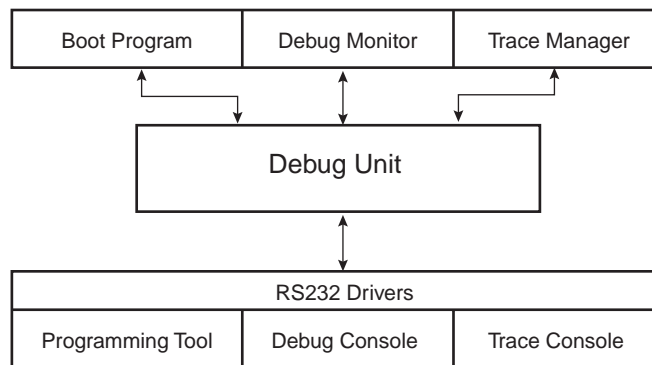 Boot Program
Debug Monitor
Trace Manager
Debug Unit
RS232 Drivers
Programming Tool
Debug Console
Trace Console